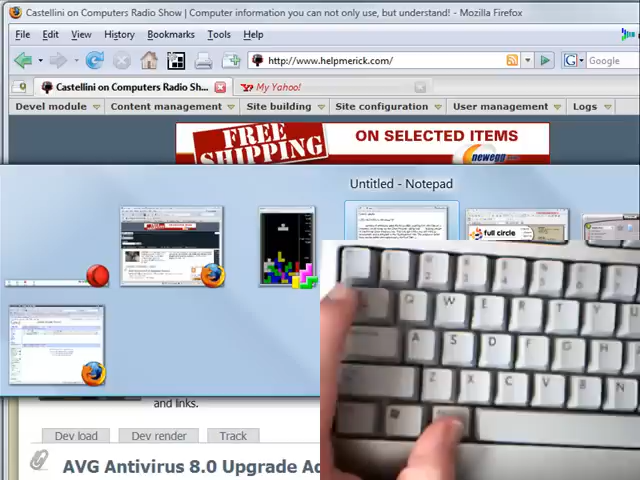 Castellini on Computers Radio Show | Computer information you can not only use, but understand! - Mozilla Firefox
File Edit View History Bookmarks Tools Help
http://www.helpmerick.com/
G Google
Castellini on Computers Radio Sh...
My Yahoo!
Devel module Content management Site building Site configuration User management Logs
FREE SHIPPING
ON SELECTED ITEMS
newegg
Untitled - Notepad
full circle
Q W E R T Y U
A S D F G H
Z X C V B N
and links.
Dev load Dev render Track
AVG Antivirus 8.0 Upgrade Ad